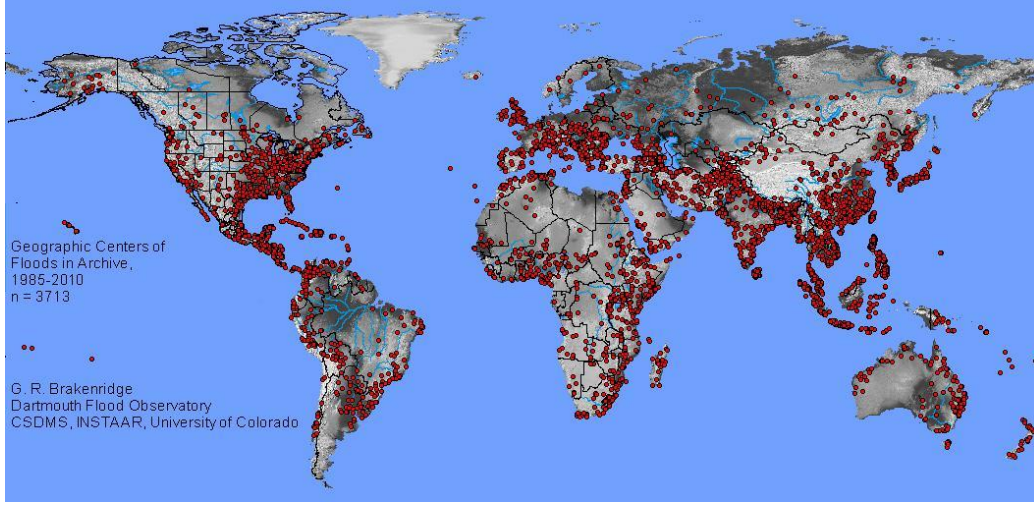 Geographic Centers of
Floods in Archive,
1985-2010
n = 3713
G. R. Brakenridge
Dartmouth Flood Observatory
CSDMS, INSTAAR, University of Colorado